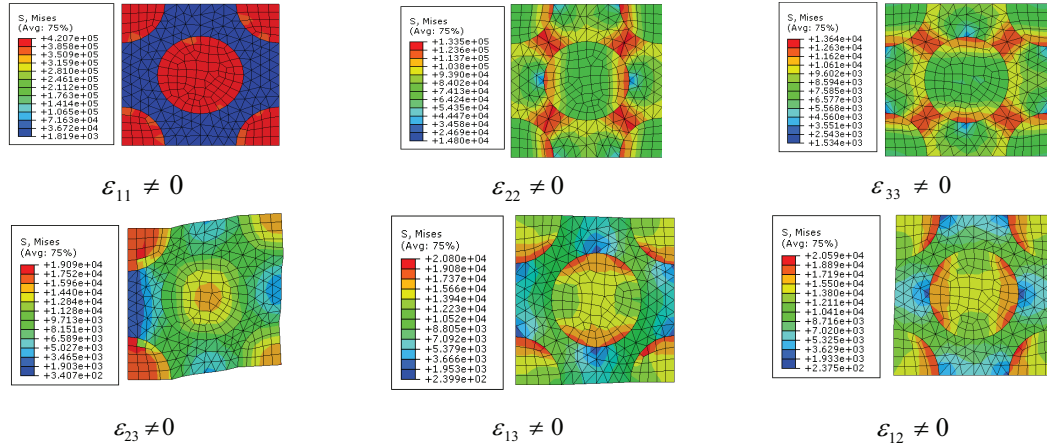 S, Mises
(Avg: 75%)
+4.207e+05
+3.858e+05
+3.509e+05
+3.159e+05
+2.810e+05
+2.461e+05
+2.112e+05
+1.763e+05
+1.414e+05
+1.065e+05
+7.163e+04
+3.672e+04
+1.819e+03
ε11 ≠ 0
S, Mises
(Avg: 75%)
+1.335e+05
+1.236e+05
+1.137e+05
+1.038e+05
+9.390e+04
+8.402e+04
+7.413e+04
+6.424e+04
+5.435e+04
+4.447e+04
+3.458e+04
+2.469e+04
+1.480e+04
ε22 ≠ 0
S, Mises
(Avg: 75%)
+1.364e+04
+1.263e+04
+1.162e+04
+1.061e+04
+9.602e+03
+8.594e+03
+7.585e+03
+6.577e+03
+5.568e+03
+4.560e+03
+3.551e+03
+2.543e+03
+1.534e+03
ε33 ≠ 0
S, Mises
(Avg: 75%)
+1.909e+04
+1.752e+04
+1.596e+04
+1.440e+04
+1.284e+04
+1.128e+04
+9.713e+03
+8.151e+03
+6.589e+03
+5.027e+03
+3.465e+03
+1.903e+03
+3.407e+02
ε23 ≠ 0
S, Mises
(Avg: 75%)
+2.080e+04
+1.908e+04
+1.737e+04
+1.566e+04
+1.394e+04
+1.223e+04
+1.052e+04
+8.805e+03
+7.092e+03
+5.379e+03
+3.666e+03
+1.953e+03
+2.399e+02
ε13 ≠ 0
S, Mises
(Avg: 75%)
+2.059e+04
+1.889e+04
+1.719e+04
+1.550e+04
+1.380e+04
+1.211e+04
+1.041e+04
+8.716e+03
+7.020e+03
+5.325e+03
+3.629e+03
+1.933e+03
+2.375e+02
ε12 ≠ 0